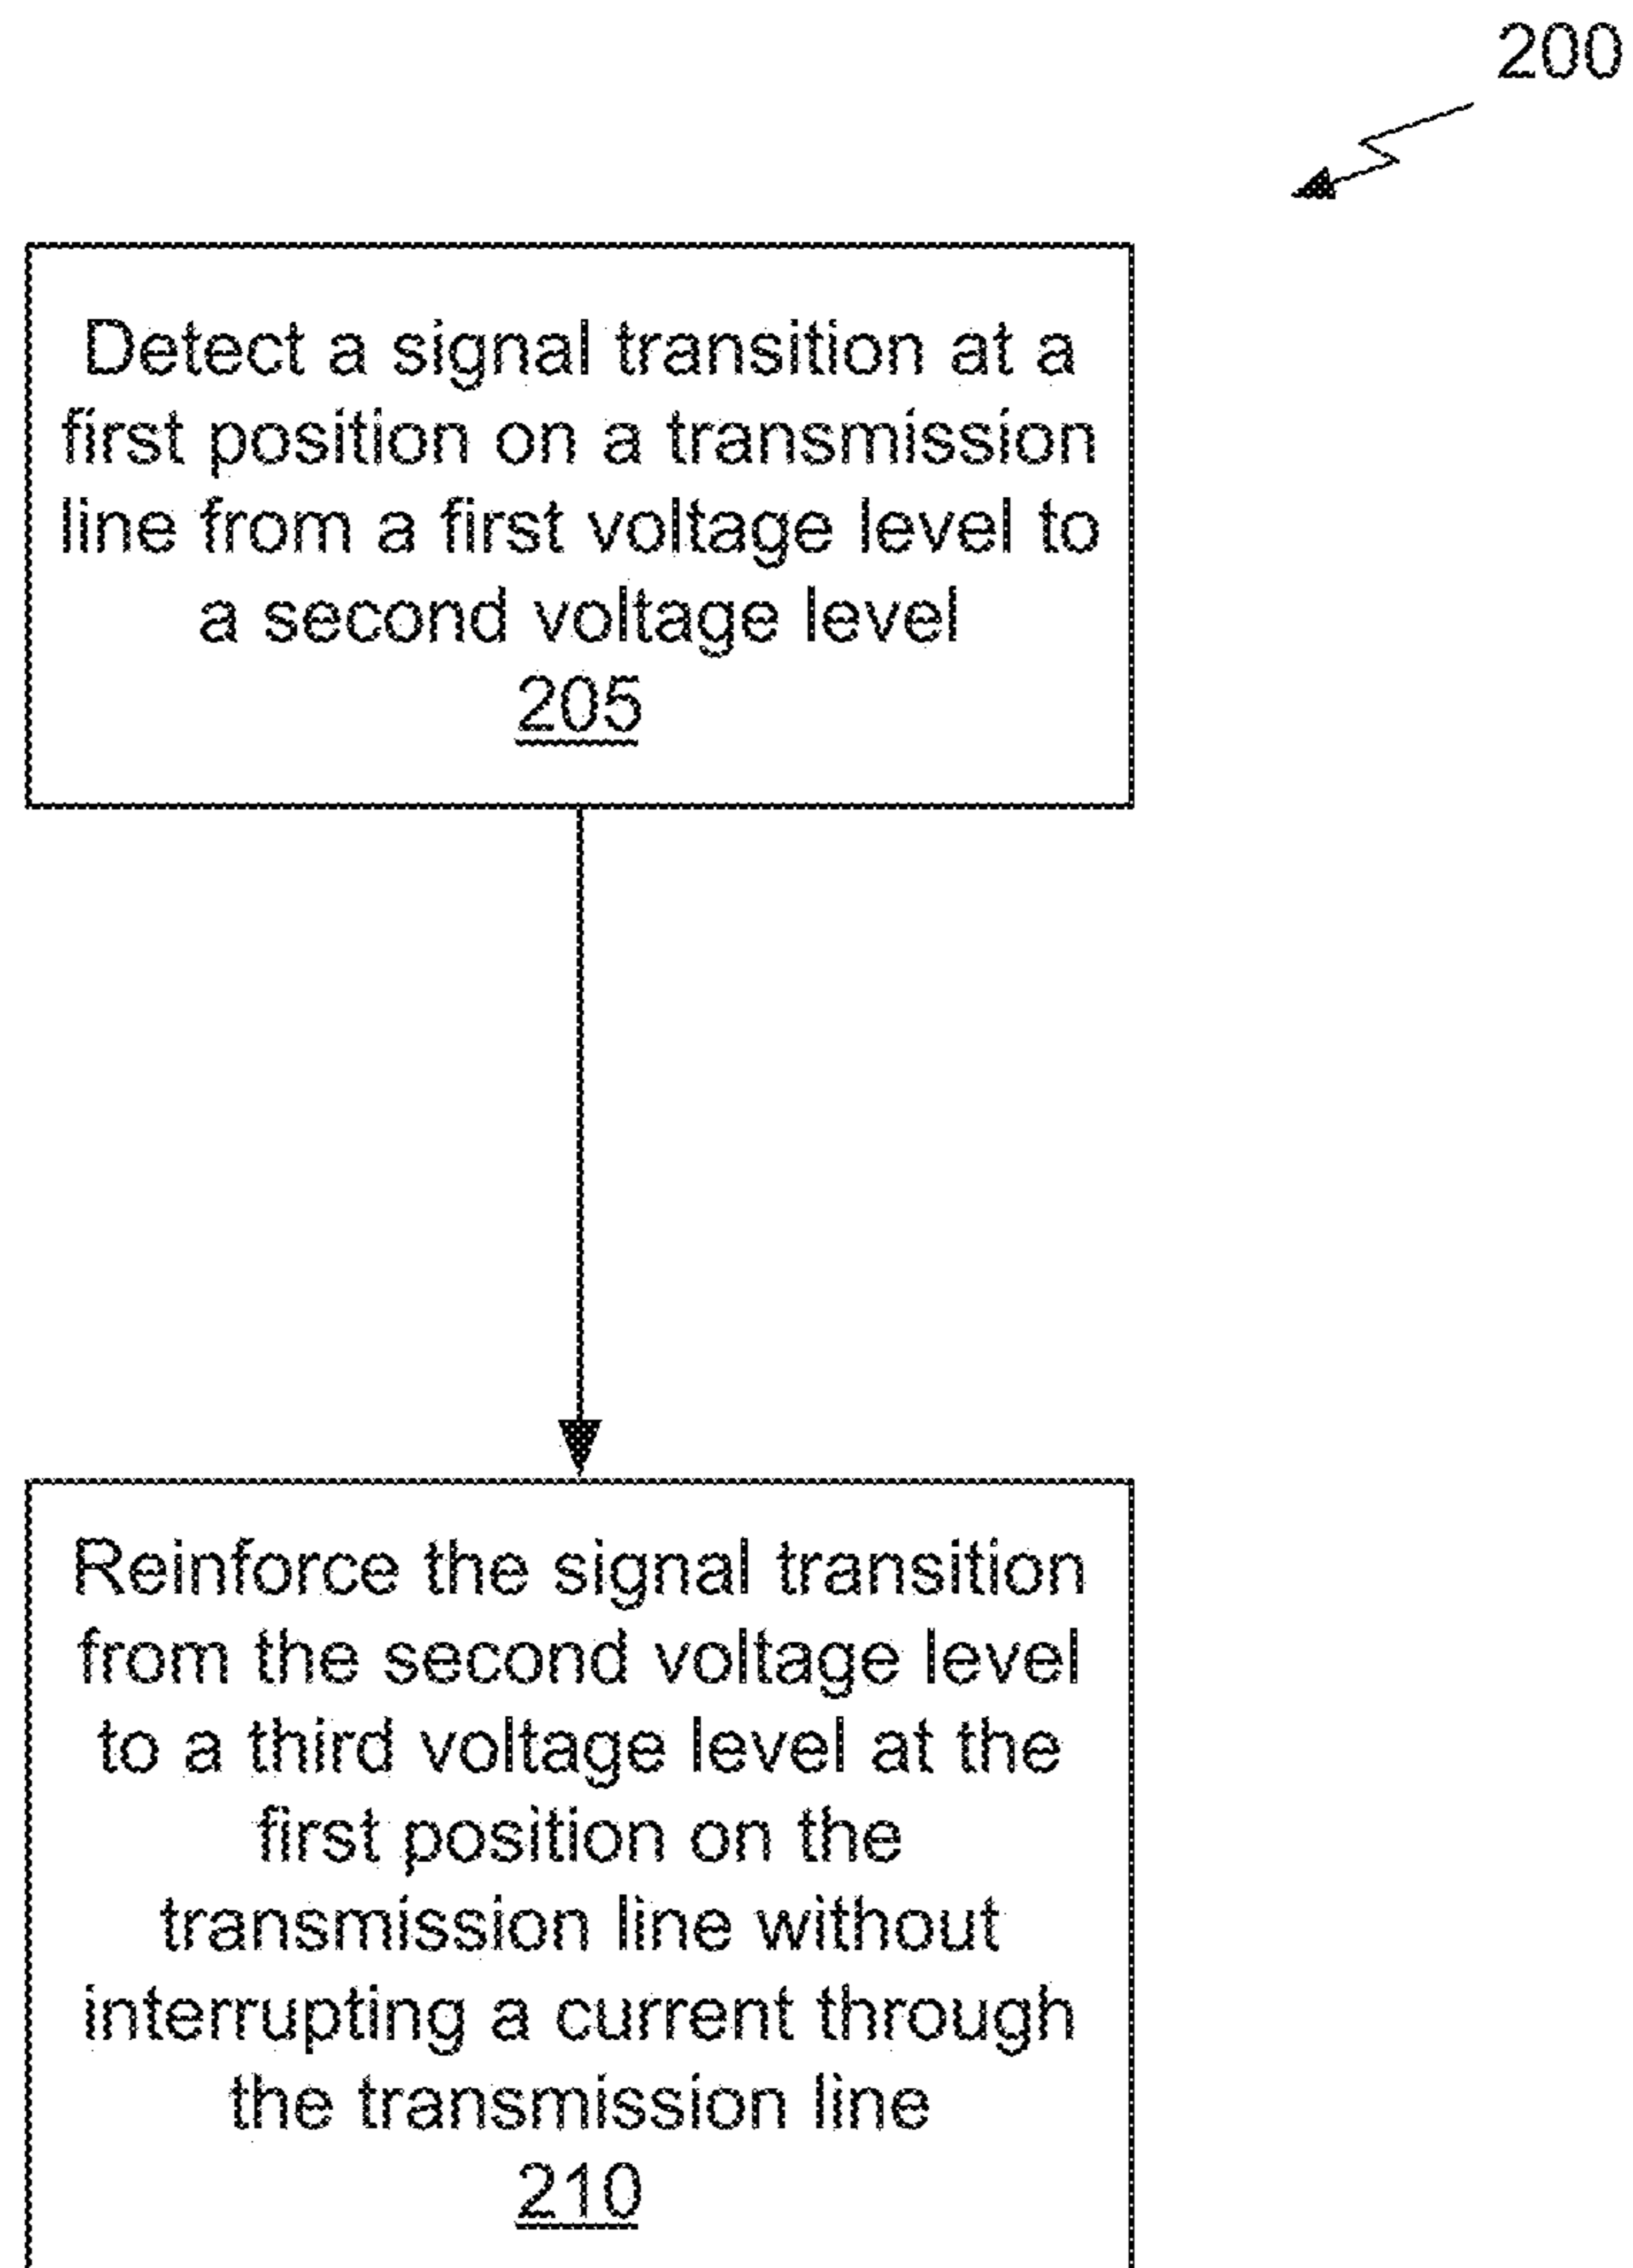 200
Detect a signal transition at a
first position on a transmission
line from a first voltage level to
a second voltage level
205
Reinforce the signal transition
from the second voltage level
to a third voltage level at the
first position on the
transmission line without
interrupting a current through
the transmission line
210